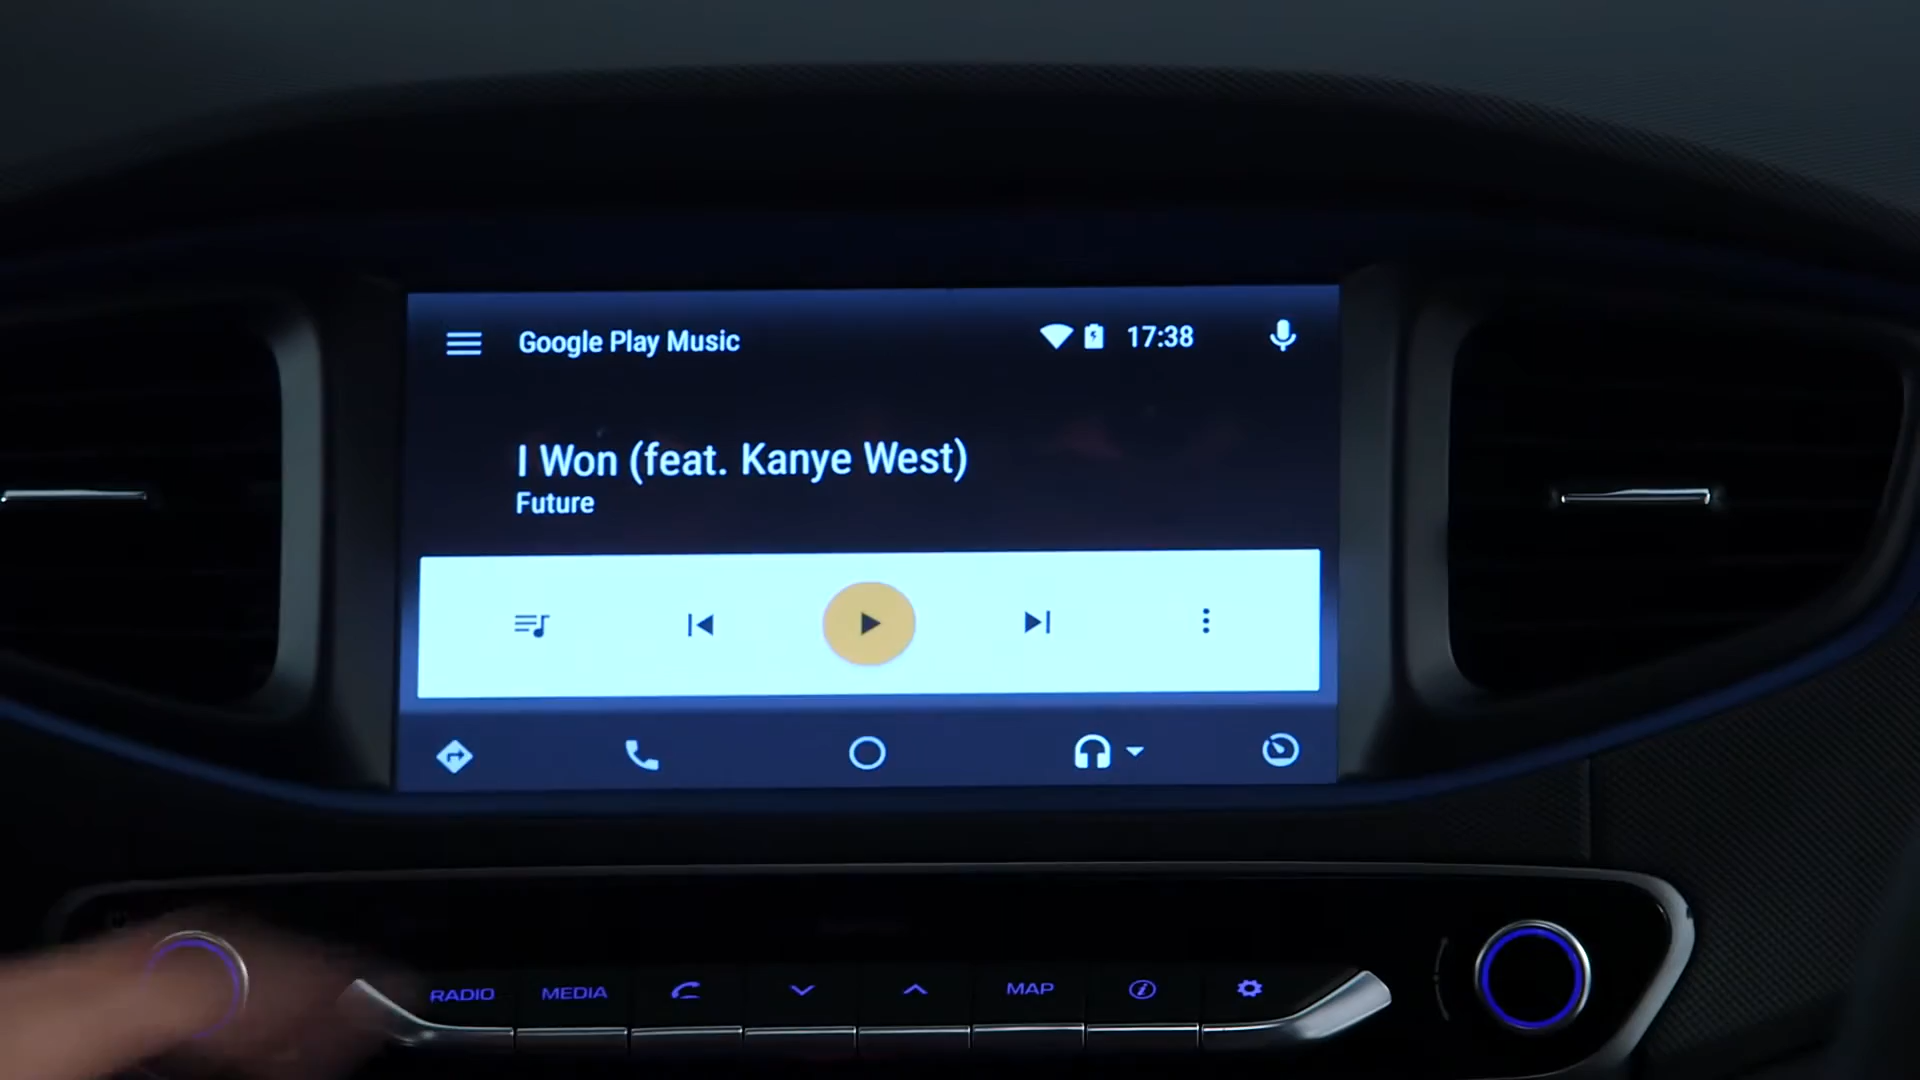 Google Play Music
17:38
I Won (feat. Kanye West)
Future
RADIO
MEDIA
MAP